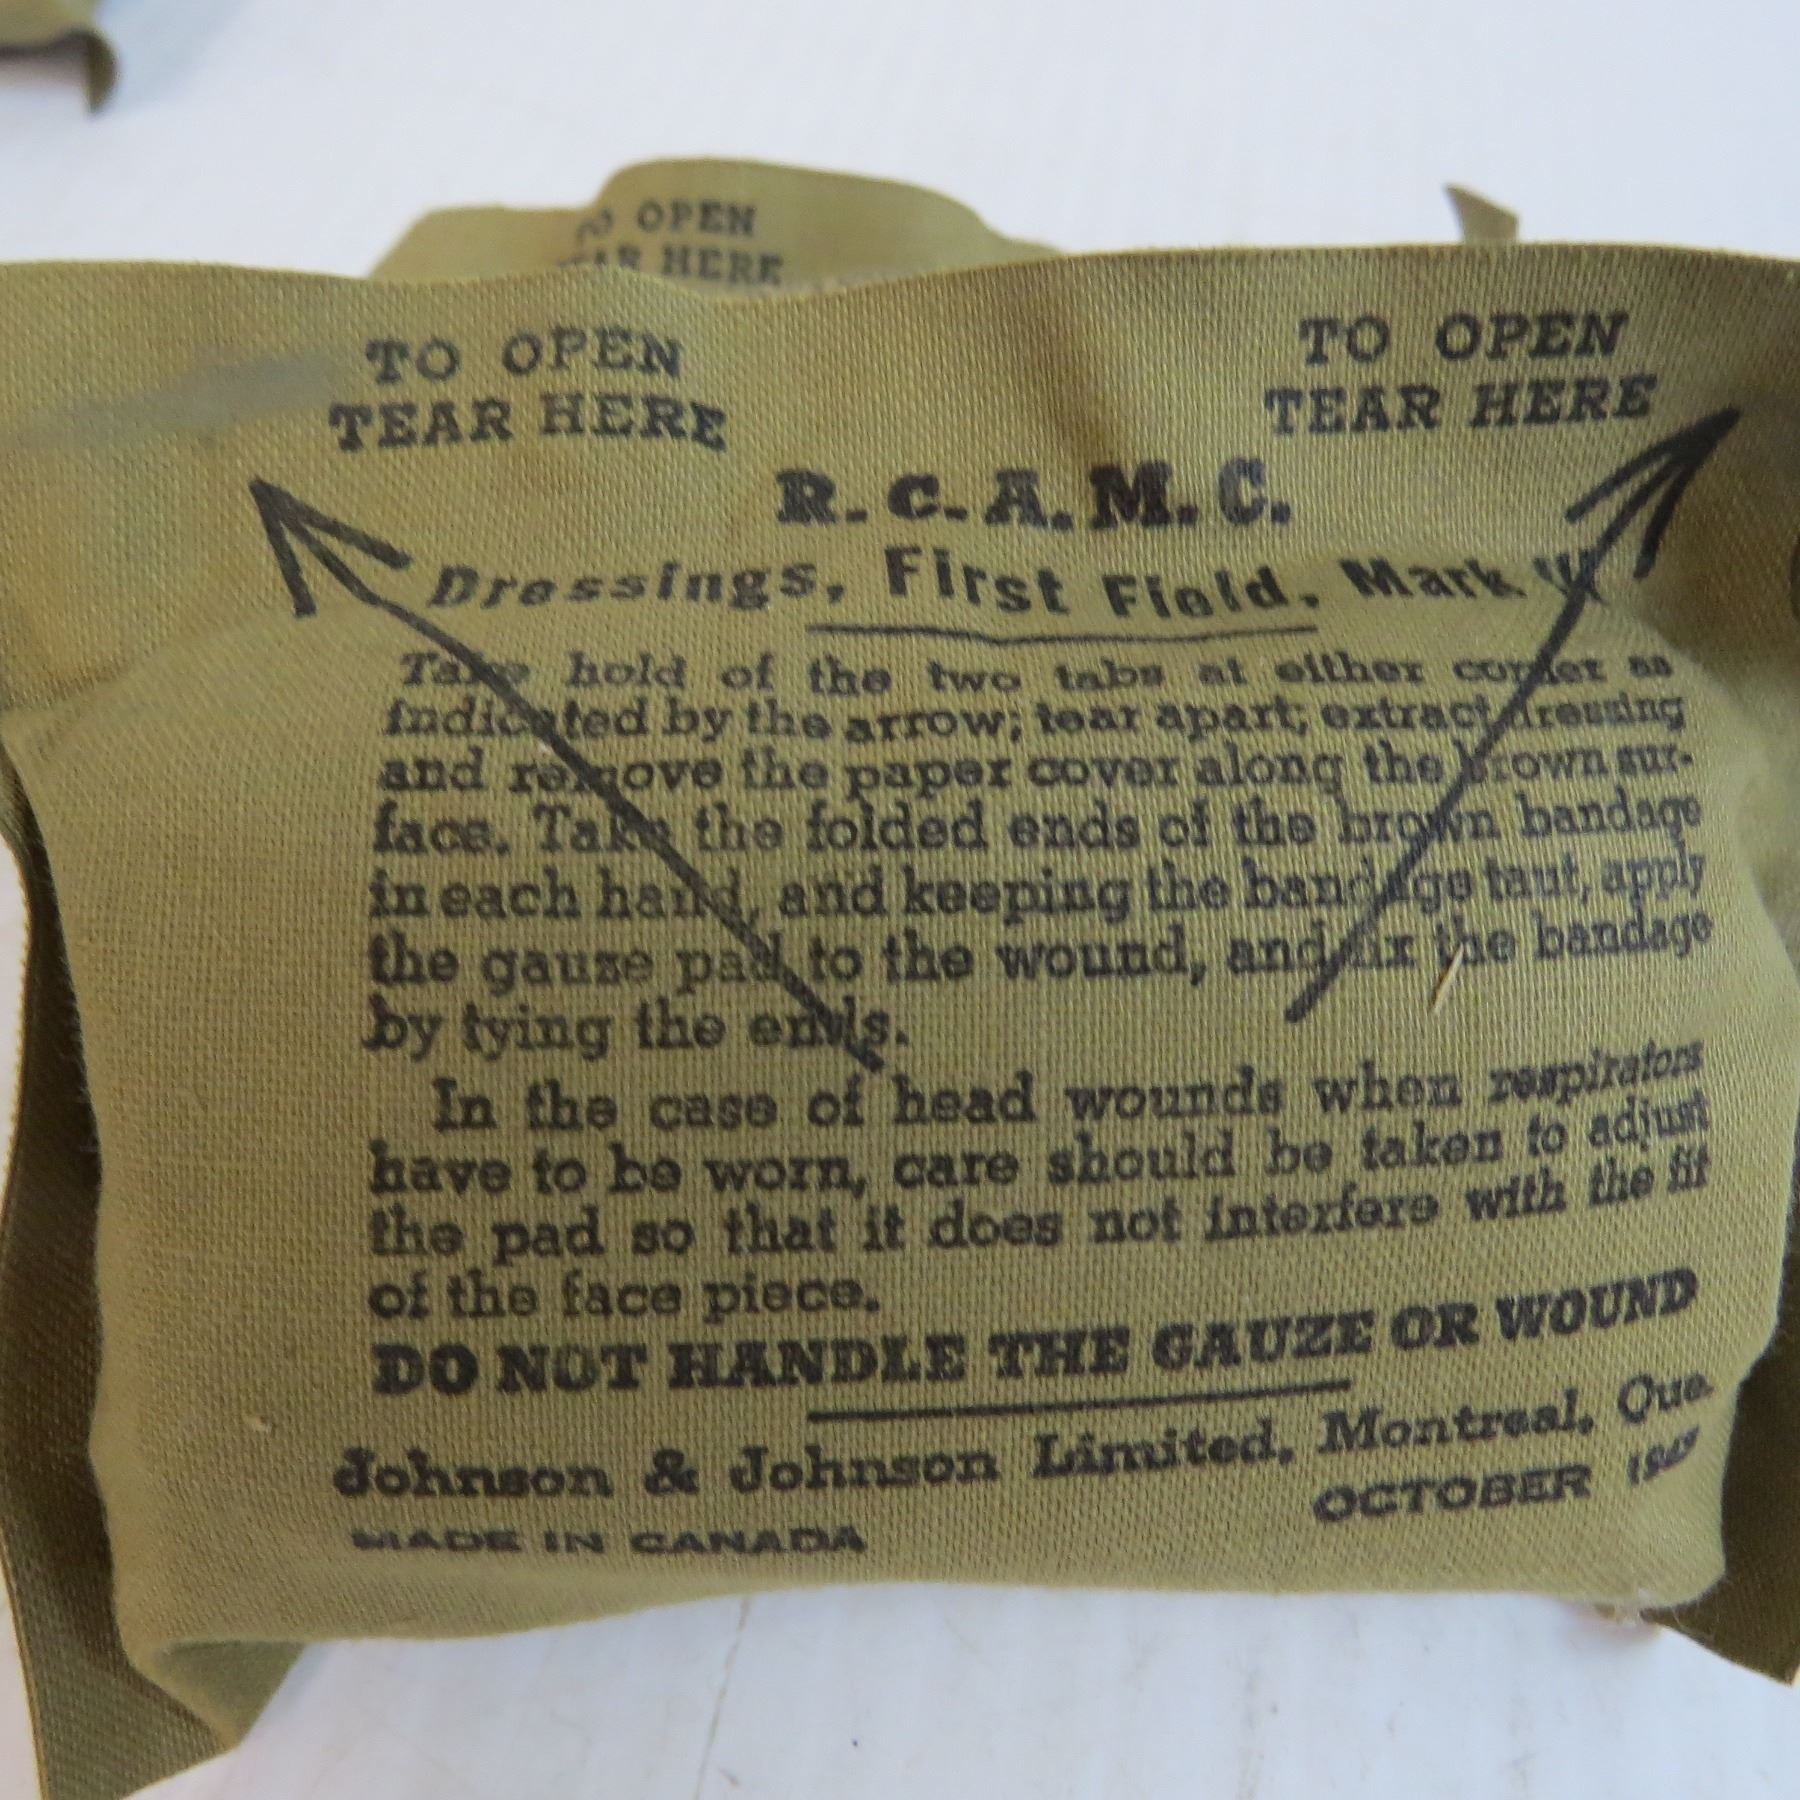 OPEN
HERE
TO OPEN
TEAR HERE
TO OPEN
TEAR HERE
R.C.A.M.C.
Dressings, First Field, Mark
Take hold of the two tabs at either corner as
indicated by the arrow; tear apart; extract dressing
and remove the paper cover along the brown sur-
face. Take the folded ends of the brown bandage
in each hand, and keeping the bandage taut, apply
the gauze pad to the wound, and fix the bandage
by tying the ends.
In the case of head wounds when respirators
have to be worn, care should be taken to adjust
the pad so that it does not interfere with the fit
of the face piece.
DO NOT HANDLE THE GAUZE OR WOUND
Johnson & Johnson Limited, Montreal, Que.
OCTOBER
MADE IN CANADA